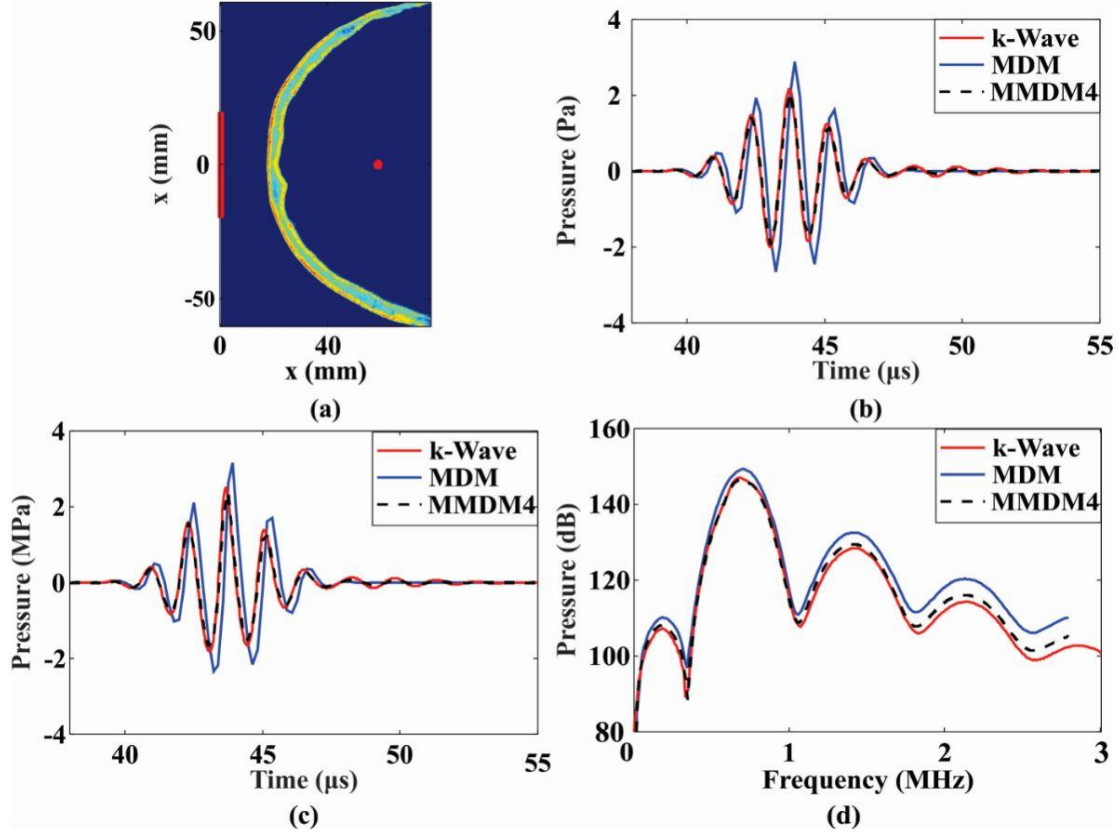 50
0
-50
x (mm)
0
40
x (mm)
(a)
4
2
0
-2
-4
Pressure (Pa)
k-Wave
MDM
MMDM4
40
45
50
55
Time (μs)
(b)
4
2
0
-2
-4
Pressure (MPa)
k-Wave
MDM
MMDM4
40
45
50
55
Time (μs)
(c)
160
140
120
100
80
Pressure (dB)
k-Wave
MDM
MMDM4
0
1
2
3
Frequency (MHz)
(d)